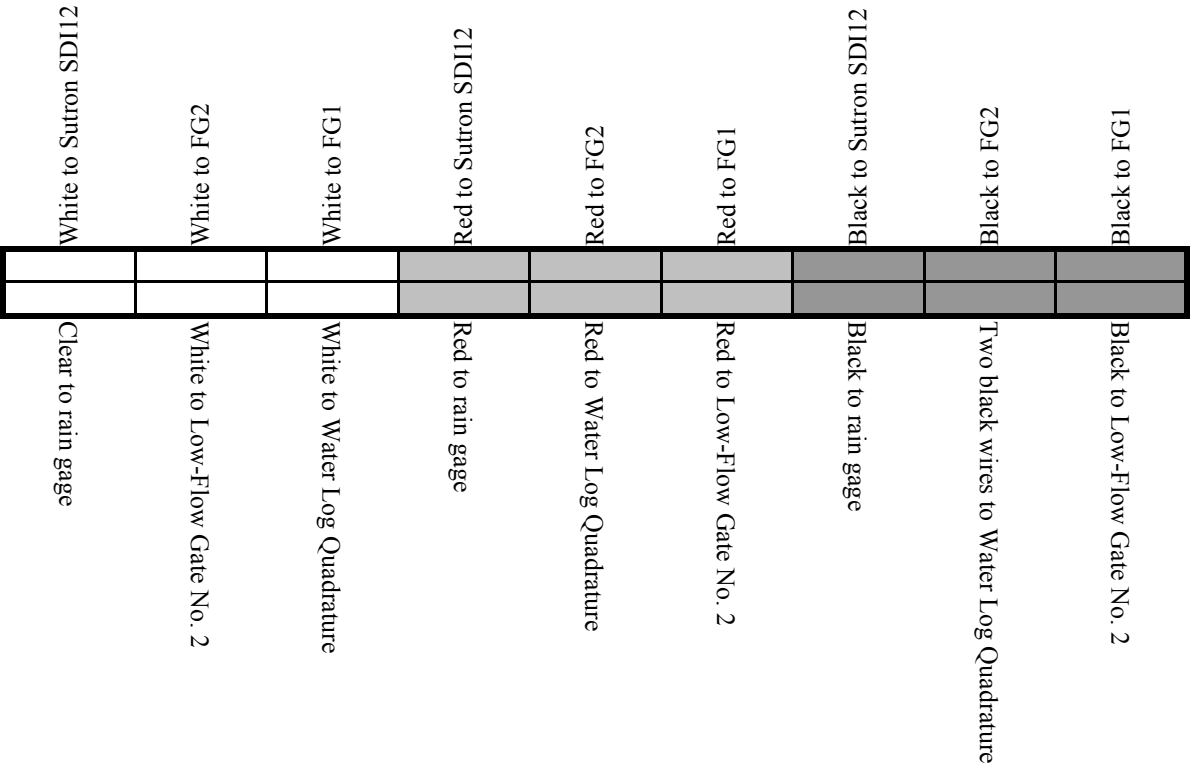 White to Sutron SDI12
White to FG2
White to FG1
Red to Sutron SDI12
Red to FG2
Red to FG1
Black to Sutron SDI12
Black to FG2
Black to FG1
Clear to rain gage
White to Low-Flow Gate No. 2
White to Water Log Quadrature
Red to rain gage
Red to Water Log Quadrature
Red to Low-Flow Gate No. 2
Black to rain gage
Two black wires to Water Log Quadrature
Black to Low-Flow Gate No. 2